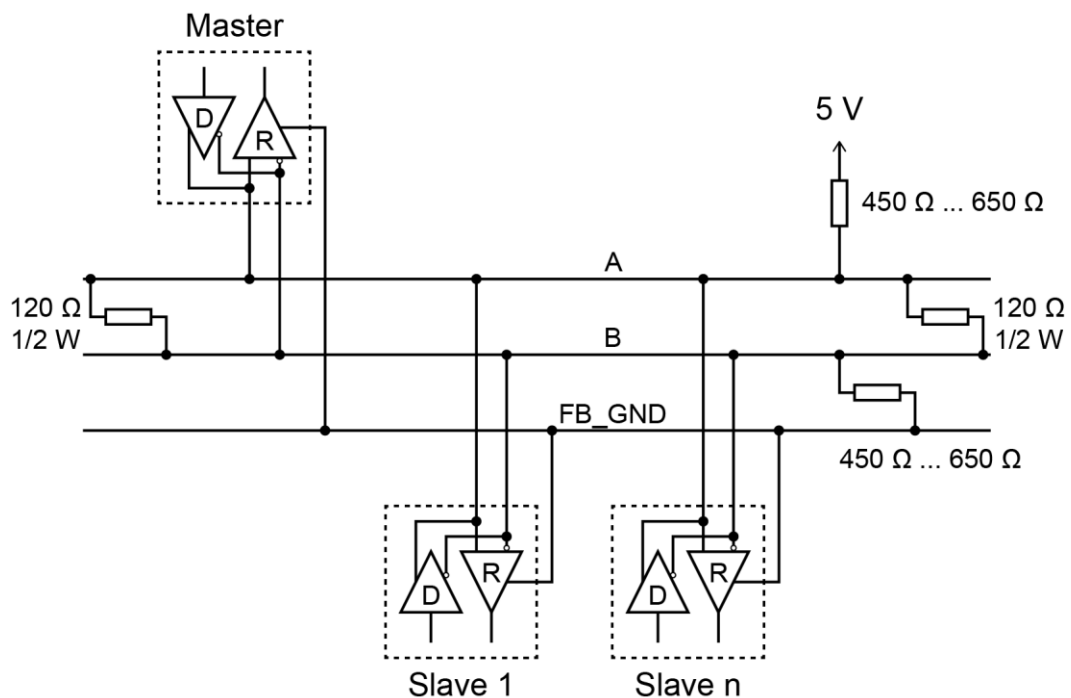 Master
D
R
5 V
450 Ω ... 650 Ω
A
120 Ω
1/2 W
120 Ω
1/2 W
B
FB_GND
450 Ω ... 650 Ω
R
D
R
D
Slave 1
Slave n